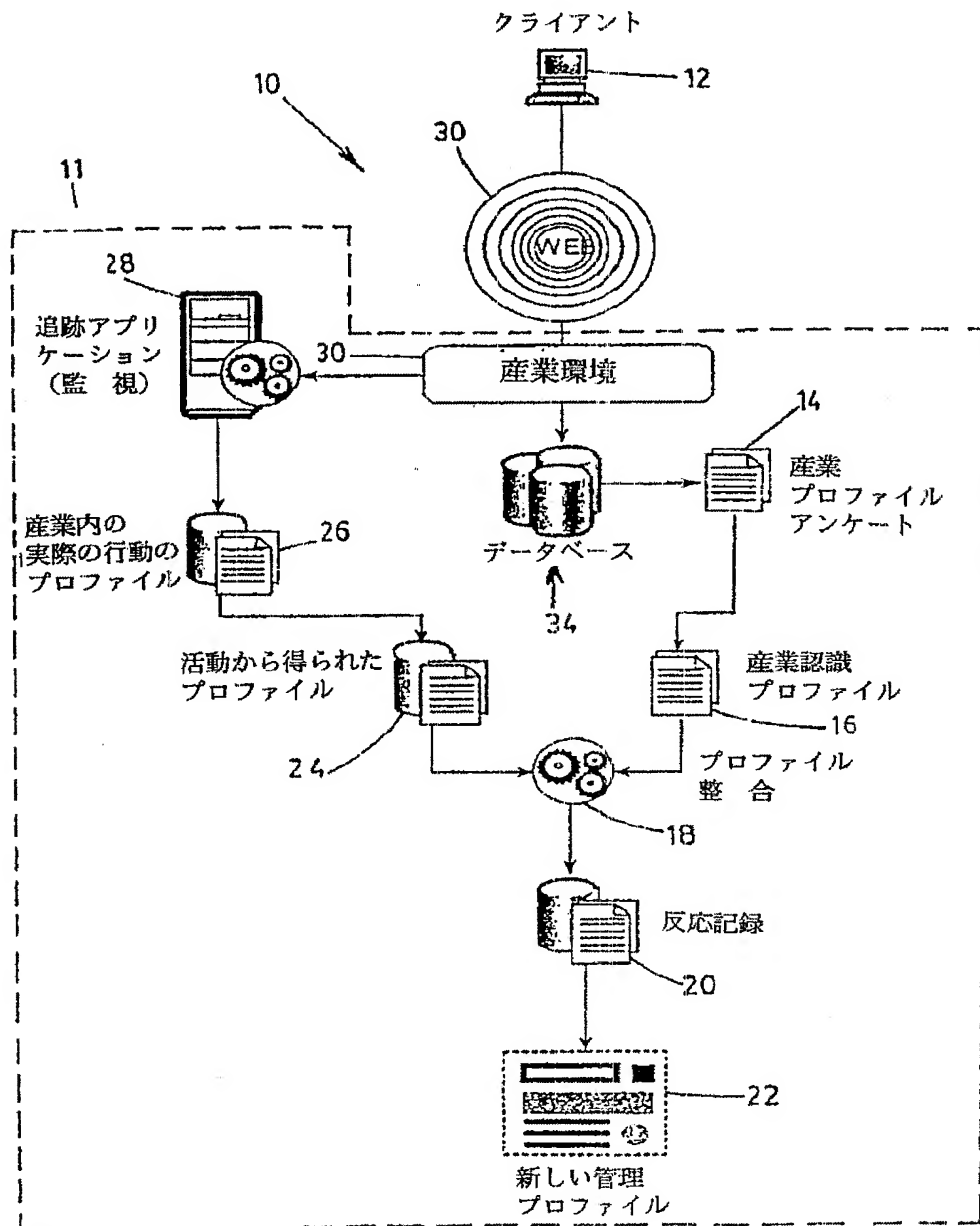 クライアント
12
10
30
11
WEB
28
追跡アプリ
ケーション
（監　視）
30
産業環境
14
産業
プロファイル
アンケート
産業内の
実際の行動の
プロファイル
26
データベース
34
活動から得られた
プロファイル
24
産業認識
プロファイル
16
プロファイル
整　合
18
反応記録
20
22
新しい管理
プロファイル